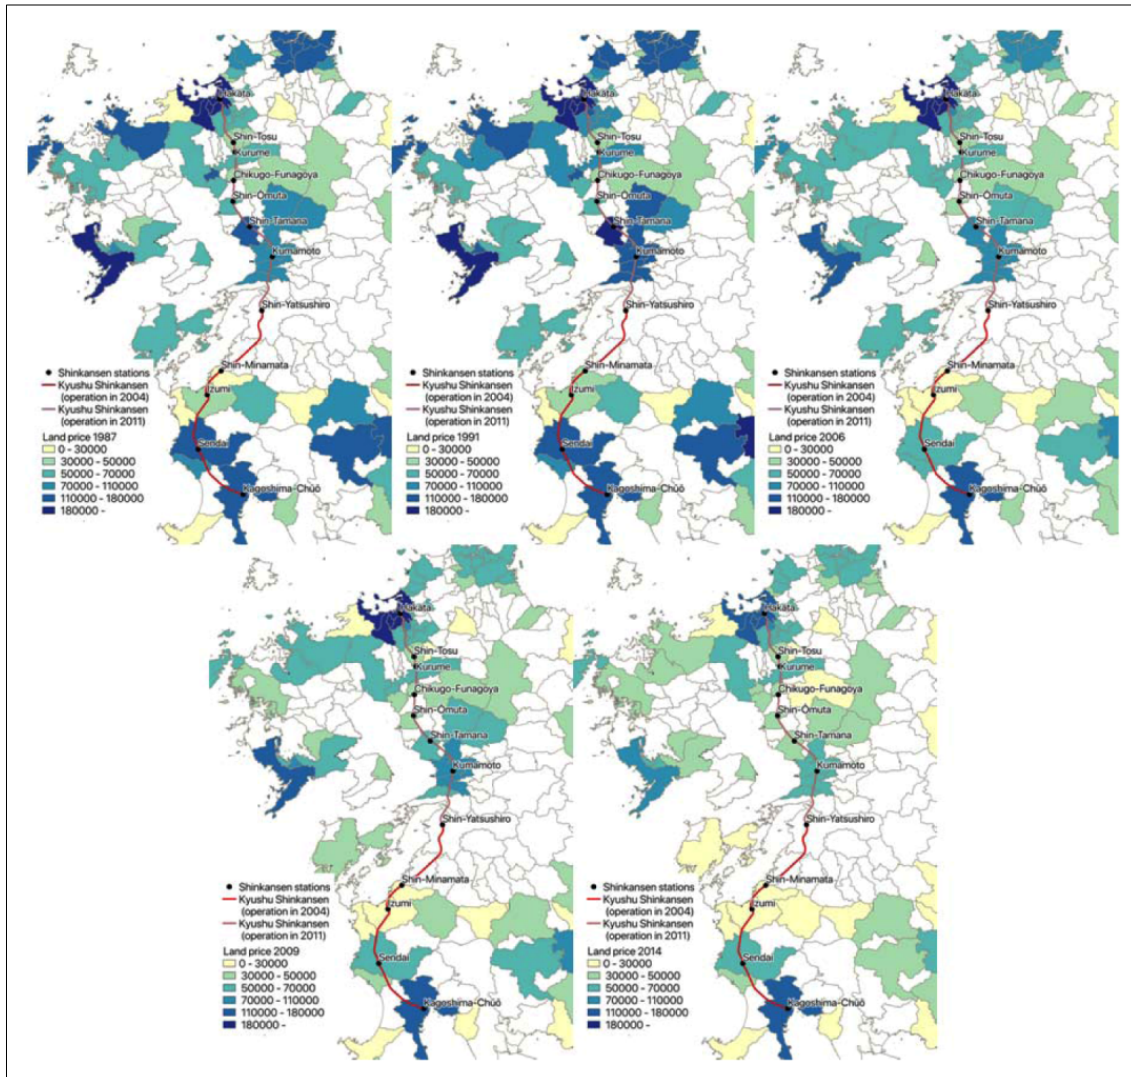 Hakata
Shin-Tosu
Kurume
Chikugo-Funagoya
Shin-Ōmuta
Shin-Tamana
Kumamoto
Shin-Yatsushiro
Shin-Minamata
Izumi
Sendai
Kagoshima-Chūō
Shinkansen stations
Kyushu Shinkansen
(operation in 2004)
Kyushu Shinkansen
(operation in 2011)
Land price 1987
0 - 30000
30000 - 50000
50000 - 70000
70000 - 110000
110000 - 180000
180000 -
Hakata
Shin-Tosu
Kurume
Chikugo-Funagoya
Shin-Ōmuta
Shin-Tamana
Kumamoto
Shin-Yatsushiro
Shin-Minamata
Izumi
Sendai
Kagoshima-Chūō
Shinkansen stations
Kyushu Shinkansen
(operation in 2004)
Kyushu Shinkansen
(operation in 2011)
Land price 1991
0 - 30000
30000 - 50000
50000 - 70000
70000 - 110000
110000 - 180000
180000 -
Hakata
Shin-Tosu
Kurume
Chikugo-Funagoya
Shin-Ōmuta
Shin-Tamana
Kumamoto
Shin-Yatsushiro
Shin-Minamata
Izumi
Sendai
Kagoshima-Chūō
Shinkansen stations
Kyushu Shinkansen
(operation in 2004)
Kyushu Shinkansen
(operation in 2011)
Land price 2006
0 - 30000
30000 - 50000
50000 - 70000
70000 - 110000
110000 - 180000
180000 -
Hakata
Shin-Tosu
Kurume
Chikugo-Funagoya
Shin-Ōmuta
Shin-Tamana
Kumamoto
Shin-Yatsushiro
Shin-Minamata
Izumi
Sendai
Kagoshima-Chūō
Shinkansen stations
Kyushu Shinkansen
(operation in 2004)
Kyushu Shinkansen
(operation in 2011)
Land price 2009
0 - 30000
30000 - 50000
50000 - 70000
70000 - 110000
110000 - 180000
180000 -
Hakata
Shin-Tosu
Kurume
Chikugo-Funagoya
Shin-Ōmuta
Shin-Tamana
Kumamoto
Shin-Yatsushiro
Shin-Minamata
Izumi
Sendai
Kagoshima-Chūō
Shinkansen stations
Kyushu Shinkansen
(operation in 2004)
Kyushu Shinkansen
(operation in 2011)
Land price 2014
0 - 30000
30000 - 50000
50000 - 70000
70000 - 110000
110000 - 180000
180000 -